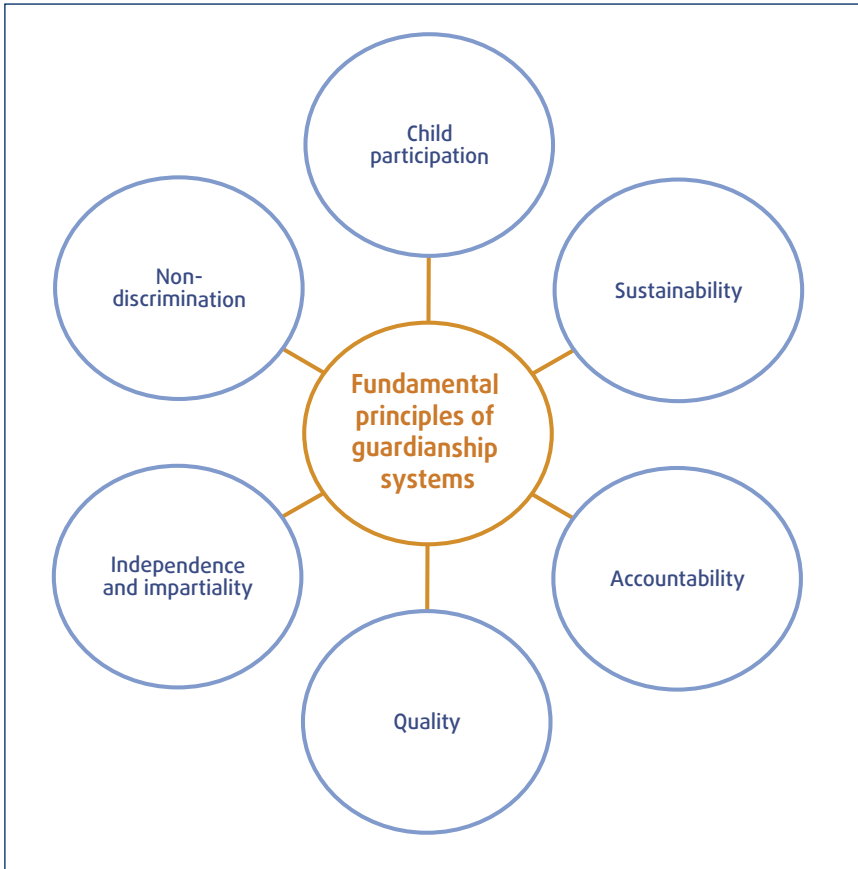 Child
participation
Non-
discrimination
Sustainability
Fundamental
principles of
guardianship
systems
Independence
and impartiality
Accountability
Quality